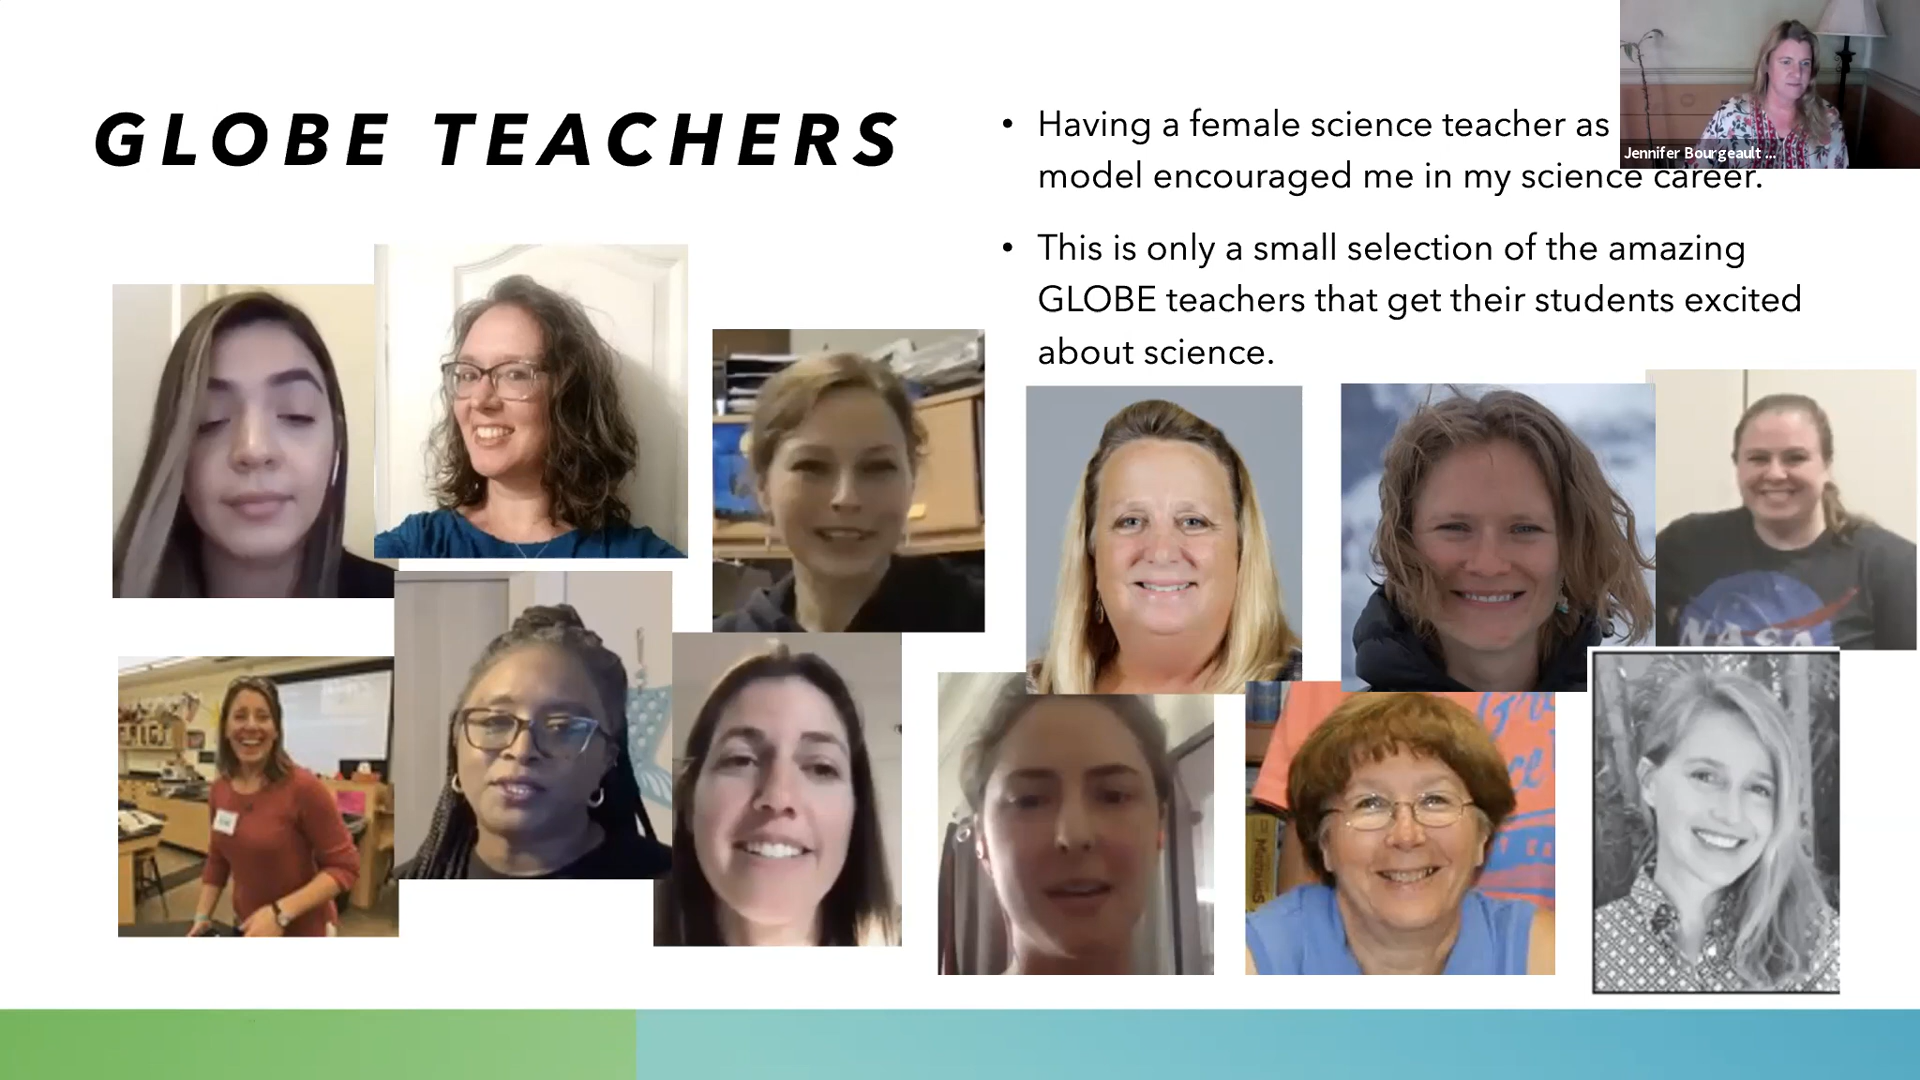 GLOBE TEACHERS
• Having a female science teacher as
model encouraged me in my science career.
• This is only a small selection of the amazing
GLOBE teachers that get their students excited
about science.
Jennifer Bourgeault ...
NASA